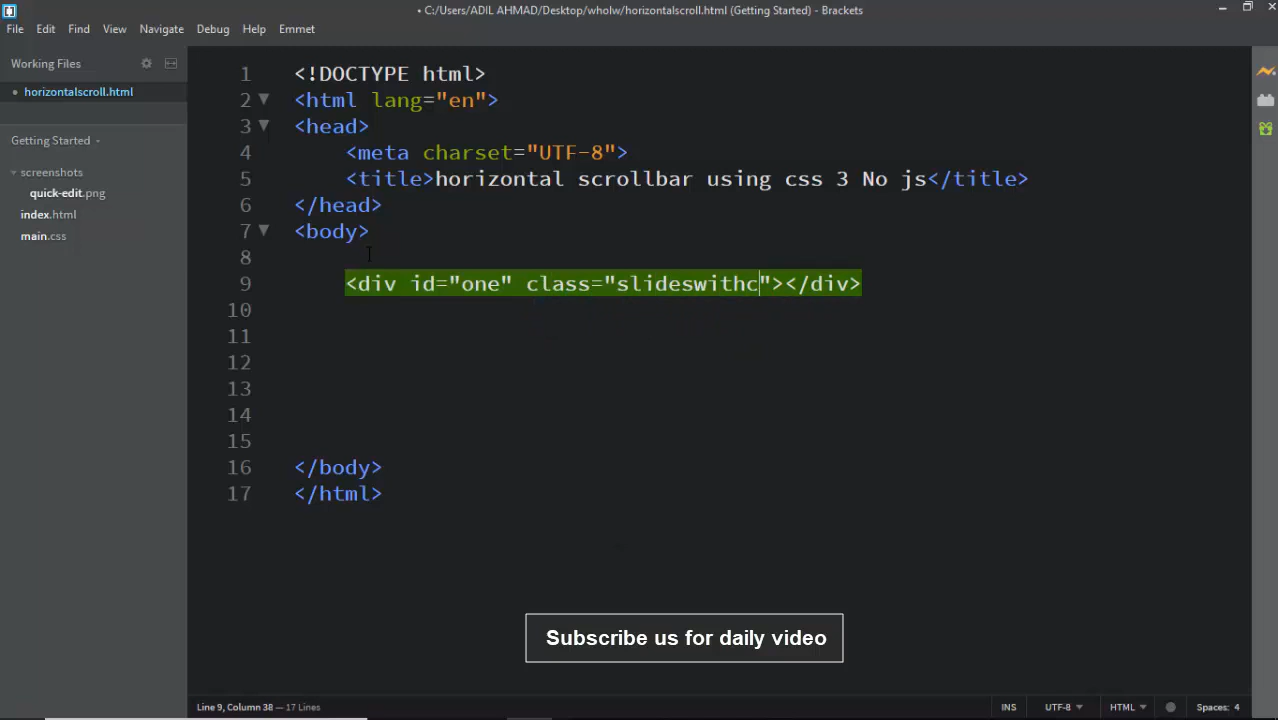 • C:/Users/ADIL AHMAD/Desktop/wholw/horizontalscroll.html (Getting Started) - Brackets
File Edit Find View Navigate Debug Help Emmet
Working Files
• horizontalscroll.html
Getting Started
screenshots
quick-edit.png
index.html
main.css
1 <!DOCTYPE html>
2 <html lang="en">
3 <head>
4 <meta charset="UTF-8">
5 <title>horizontal scrollbar using css 3 No js</title>
6 </head>
7 <body>
8
9 <div id="one" class="slideswithc"></div>
10
11
12
13
14
15
16 </body>
17 </html>
Subscribe us for daily video
Line 9, Column 38 — 17 Lines
INS UTF-8 HTML Spaces: 4